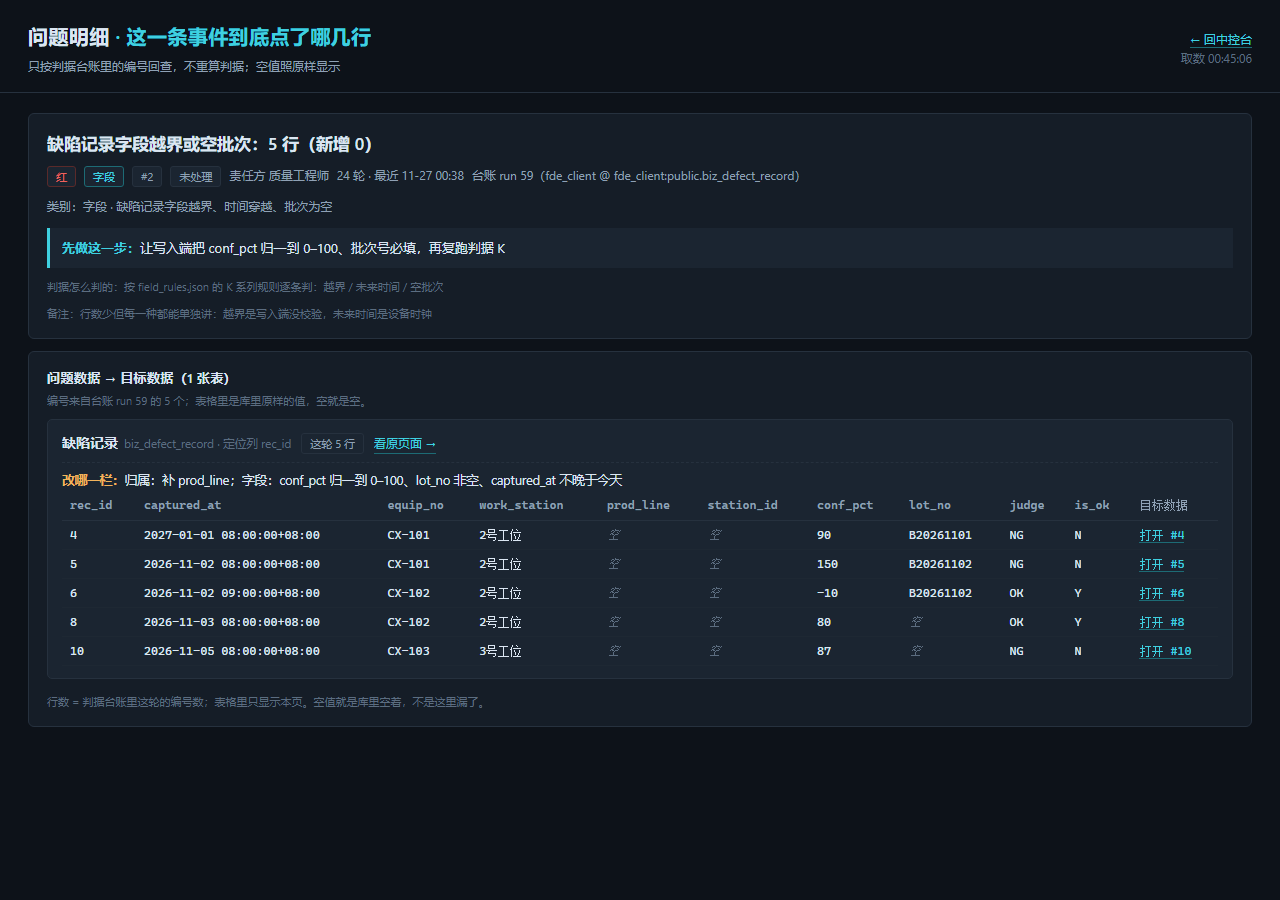 问题明细 · 这一条事件到底点了哪几行
← 回中控台
只按判据台账里的编号回查，不重算判据；空值照原样显示
取数 00:45:06
缺陷记录字段越界或空批次：5 行（新增 0）
红 字段 #2 未处理 责任方 质量工程师 24 轮 · 最近 11-27 00:38 台账 run 59（fde_client @ fde_client:public.biz_defect_record）
类别：字段 · 缺陷记录字段越界、时间穿越、批次为空
先做这一步：让写入端把 conf_pct 归一到 0–100、批次号必填，再复跑判据 K
判据怎么判的：按 field_rules.json 的 K 系列规则逐条判：越界 / 未来时间 / 空批次
备注：行数少但每一种都能单独讲：越界是写入端没校验，未来时间是设备时钟
问题数据 → 目标数据（1 张表）
编号来自台账 run 59 的 5 个；表格里是库里原样的值，空就是空。
缺陷记录 biz_defect_record · 定位列 rec_id 这轮 5 行 看原页面 →
改哪一栏：归属：补 prod_line；字段：conf_pct 归一到 0–100、lot_no 非空、captured_at 不晚于今天
rec_id captured_at equip_no work_station prod_line station_id conf_pct lot_no judge is_ok 目标数据
4 2027-01-01 08:00:00+08:00 CX-101 2号工位 空 空 90 B20261101 NG N 打开 #4
5 2026-11-02 08:00:00+08:00 CX-101 2号工位 空 空 150 B20261102 NG N 打开 #5
6 2026-11-02 09:00:00+08:00 CX-102 2号工位 空 空 -10 B20261102 OK Y 打开 #6
8 2026-11-03 08:00:00+08:00 CX-102 2号工位 空 空 80 空 OK Y 打开 #8
10 2026-11-05 08:00:00+08:00 CX-103 3号工位 空 空 87 空 NG N 打开 #10
行数 = 判据台账里这轮的编号数；表格里只显示本页。空值就是库里空着，不是这里漏了。